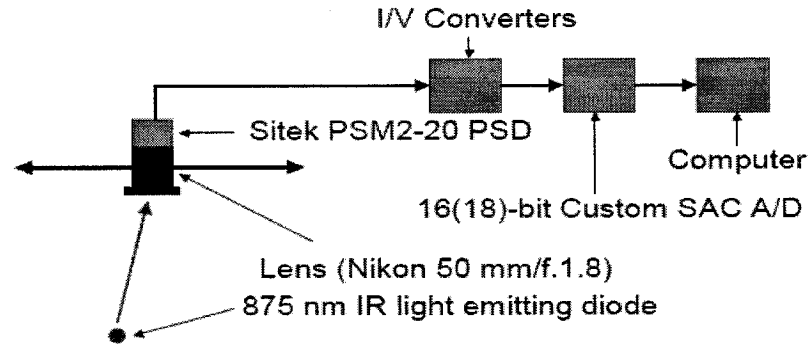 I/V Converters
Sitek PSM2-20 PSD
Computer
16(18)-bit Custom SAC A/D
Lens (Nikon 50 mm/f.1.8)
875 nm IR light emitting diode